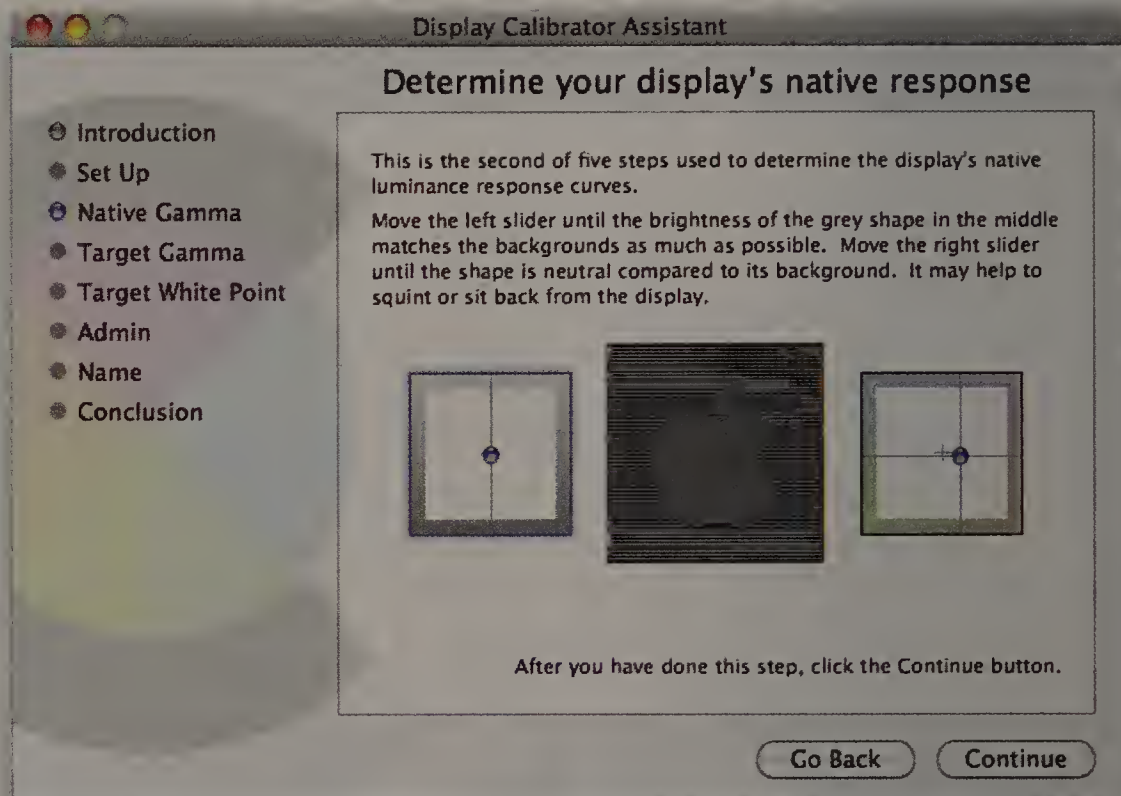 Display Calibrator Assistant
Determine your display's native response
Introduction
Set Up
Native Gamma
Target Gamma
Target White Point
Admin
Name
Conclusion
This is the second of five steps used to determine the display's native
luminance response curves.
Move the left slider until the brightness of the grey shape in the middle
matches the backgrounds as much as possible. Move the right slider
until the shape is neutral compared to its background. It may help to
squint or sit back from the display.
After you have done this step, click the Continue button.
Go Back
Continue